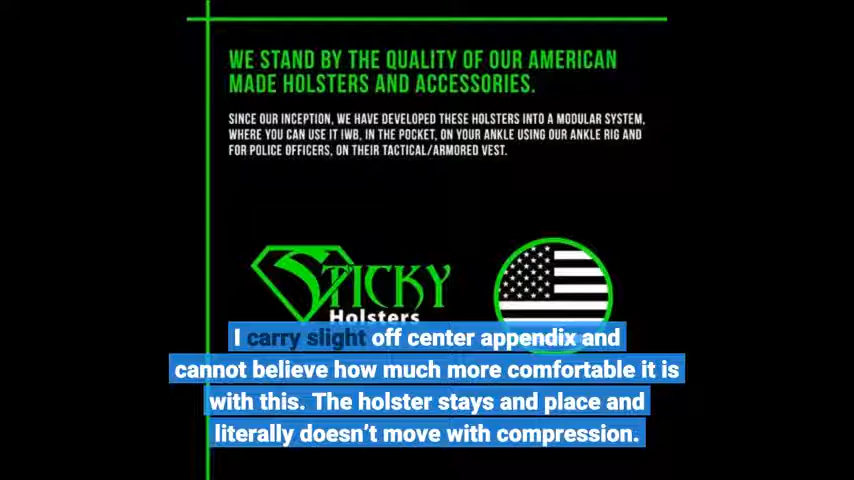 WE STAND BY THE QUALITY OF OUR AMERICAN
MADE HOLSTERS AND ACCESSORIES.
SINCE OUR INCEPTION, WE HAVE DEVELOPED THESE HOLSTERS INTO A MODULAR SYSTEM,
WHERE YOU CAN USE IT IWB, IN THE POCKET, ON YOUR ANKLE USING OUR ANKLE RIG AND
FOR POLICE OFFICERS, ON THEIR TACTICAL/ARMORED VEST.
STICKY
Holsters
I carry slight off center appendix and
cannot believe how much more comfortable it is
with this. The holster stays and place and
literally doesn’t move with compression.